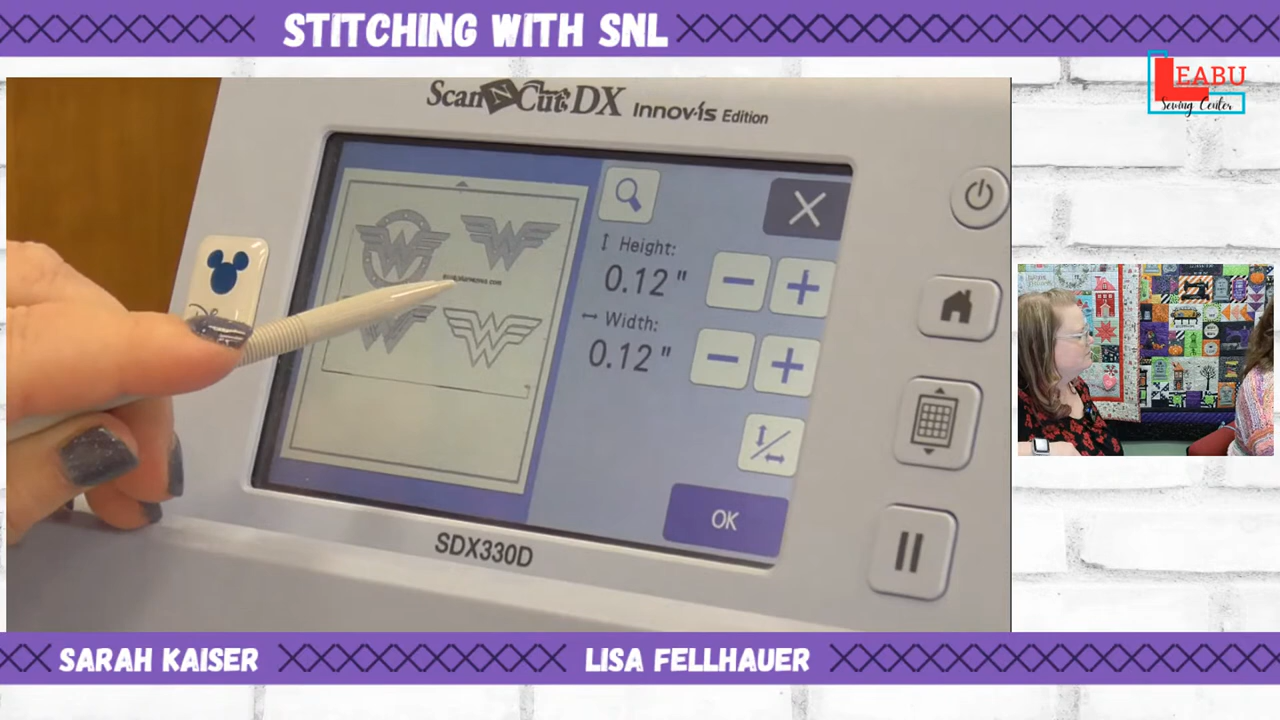 STITCHING WITH SNL
LEABU
Sewing Center
ScanNCut DX Innov-ís Edition
Height:
0.12 "
Width:
0.12 "
OK
SDX330D
SARAH KAISER
LISA FELLHAUER